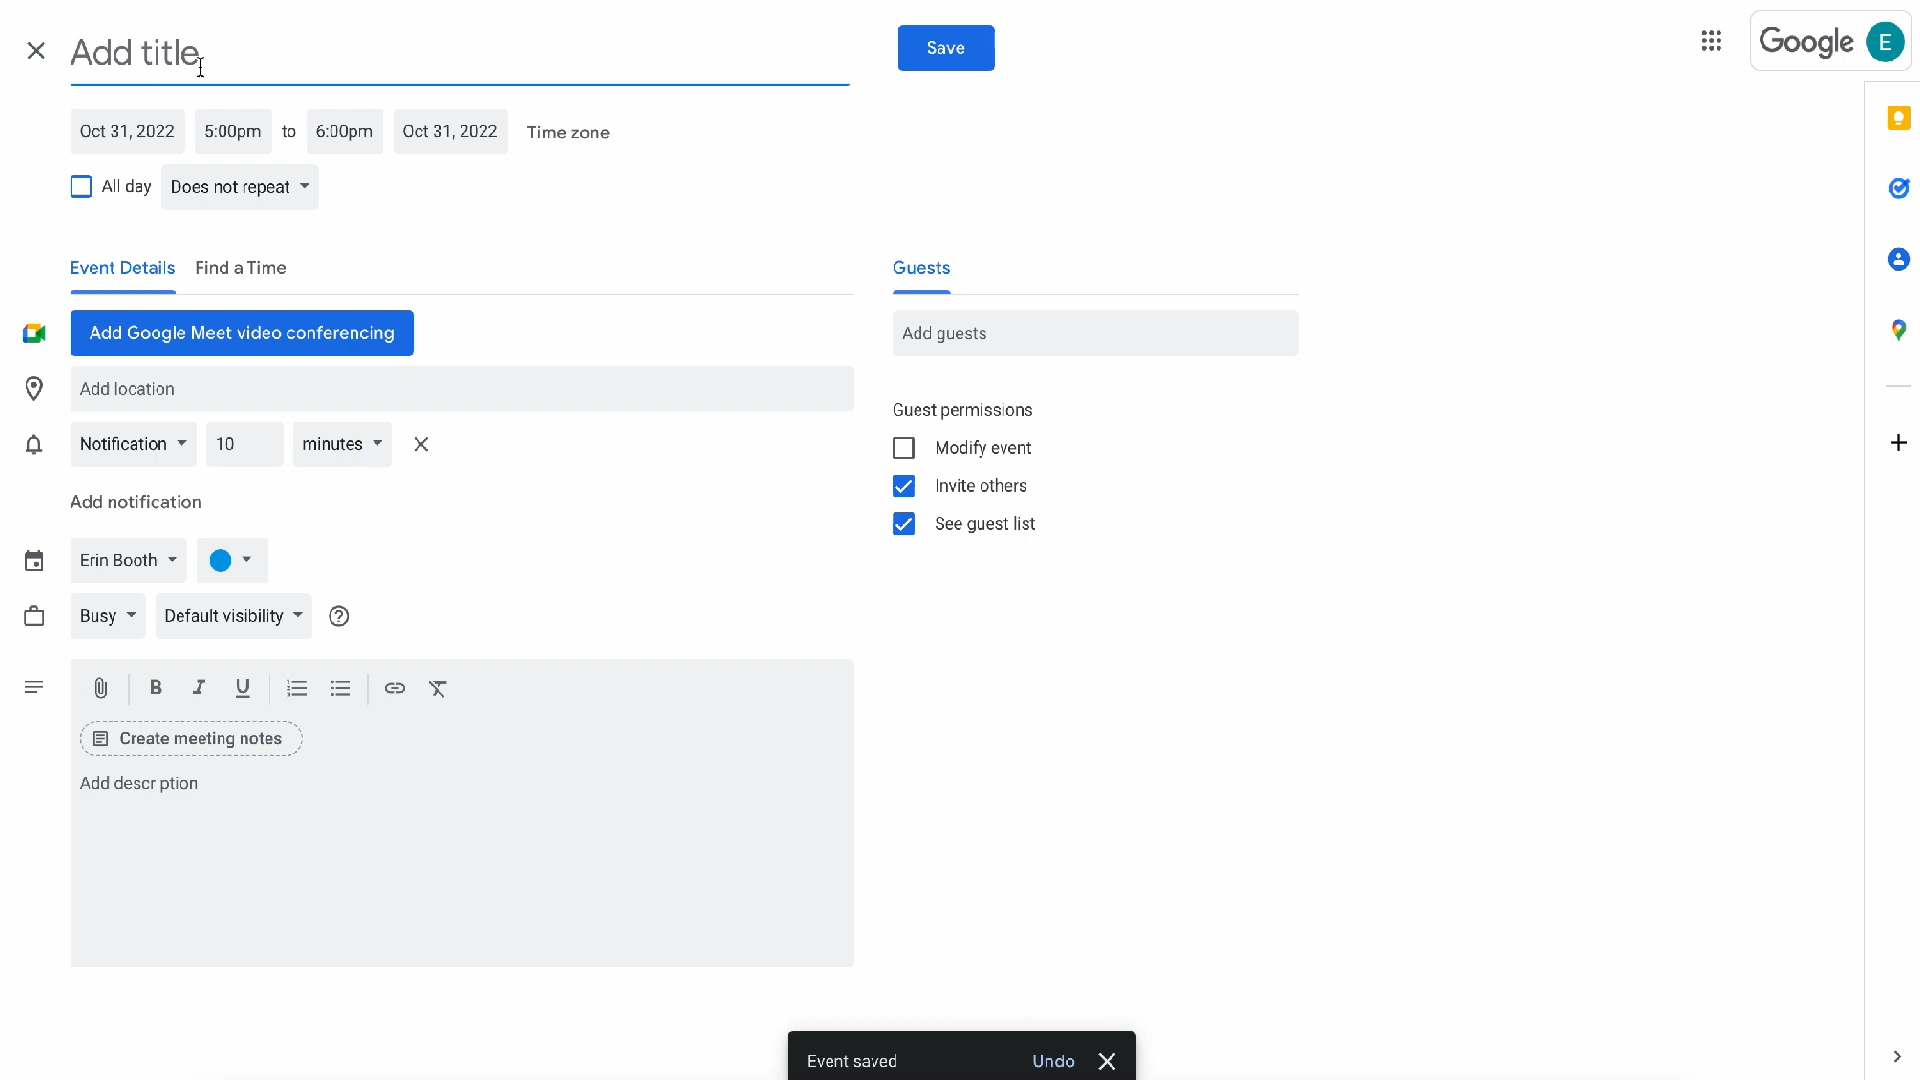 Add title
Save
Google
E
Oct 31, 2022 5:00pm to 6:00pm Oct 31, 2022 Time zone
All day Does not repeat
Event Details Find a Time
Guests
Add Google Meet video conferencing
Add guests
Add location
Guest permissions
Notification 10 minutes
Modify event
Invite others
Add notification
See guest list
Erin Booth
Busy Default visibility
B I U
Create meeting notes
Add descr ption
Event saved Undo